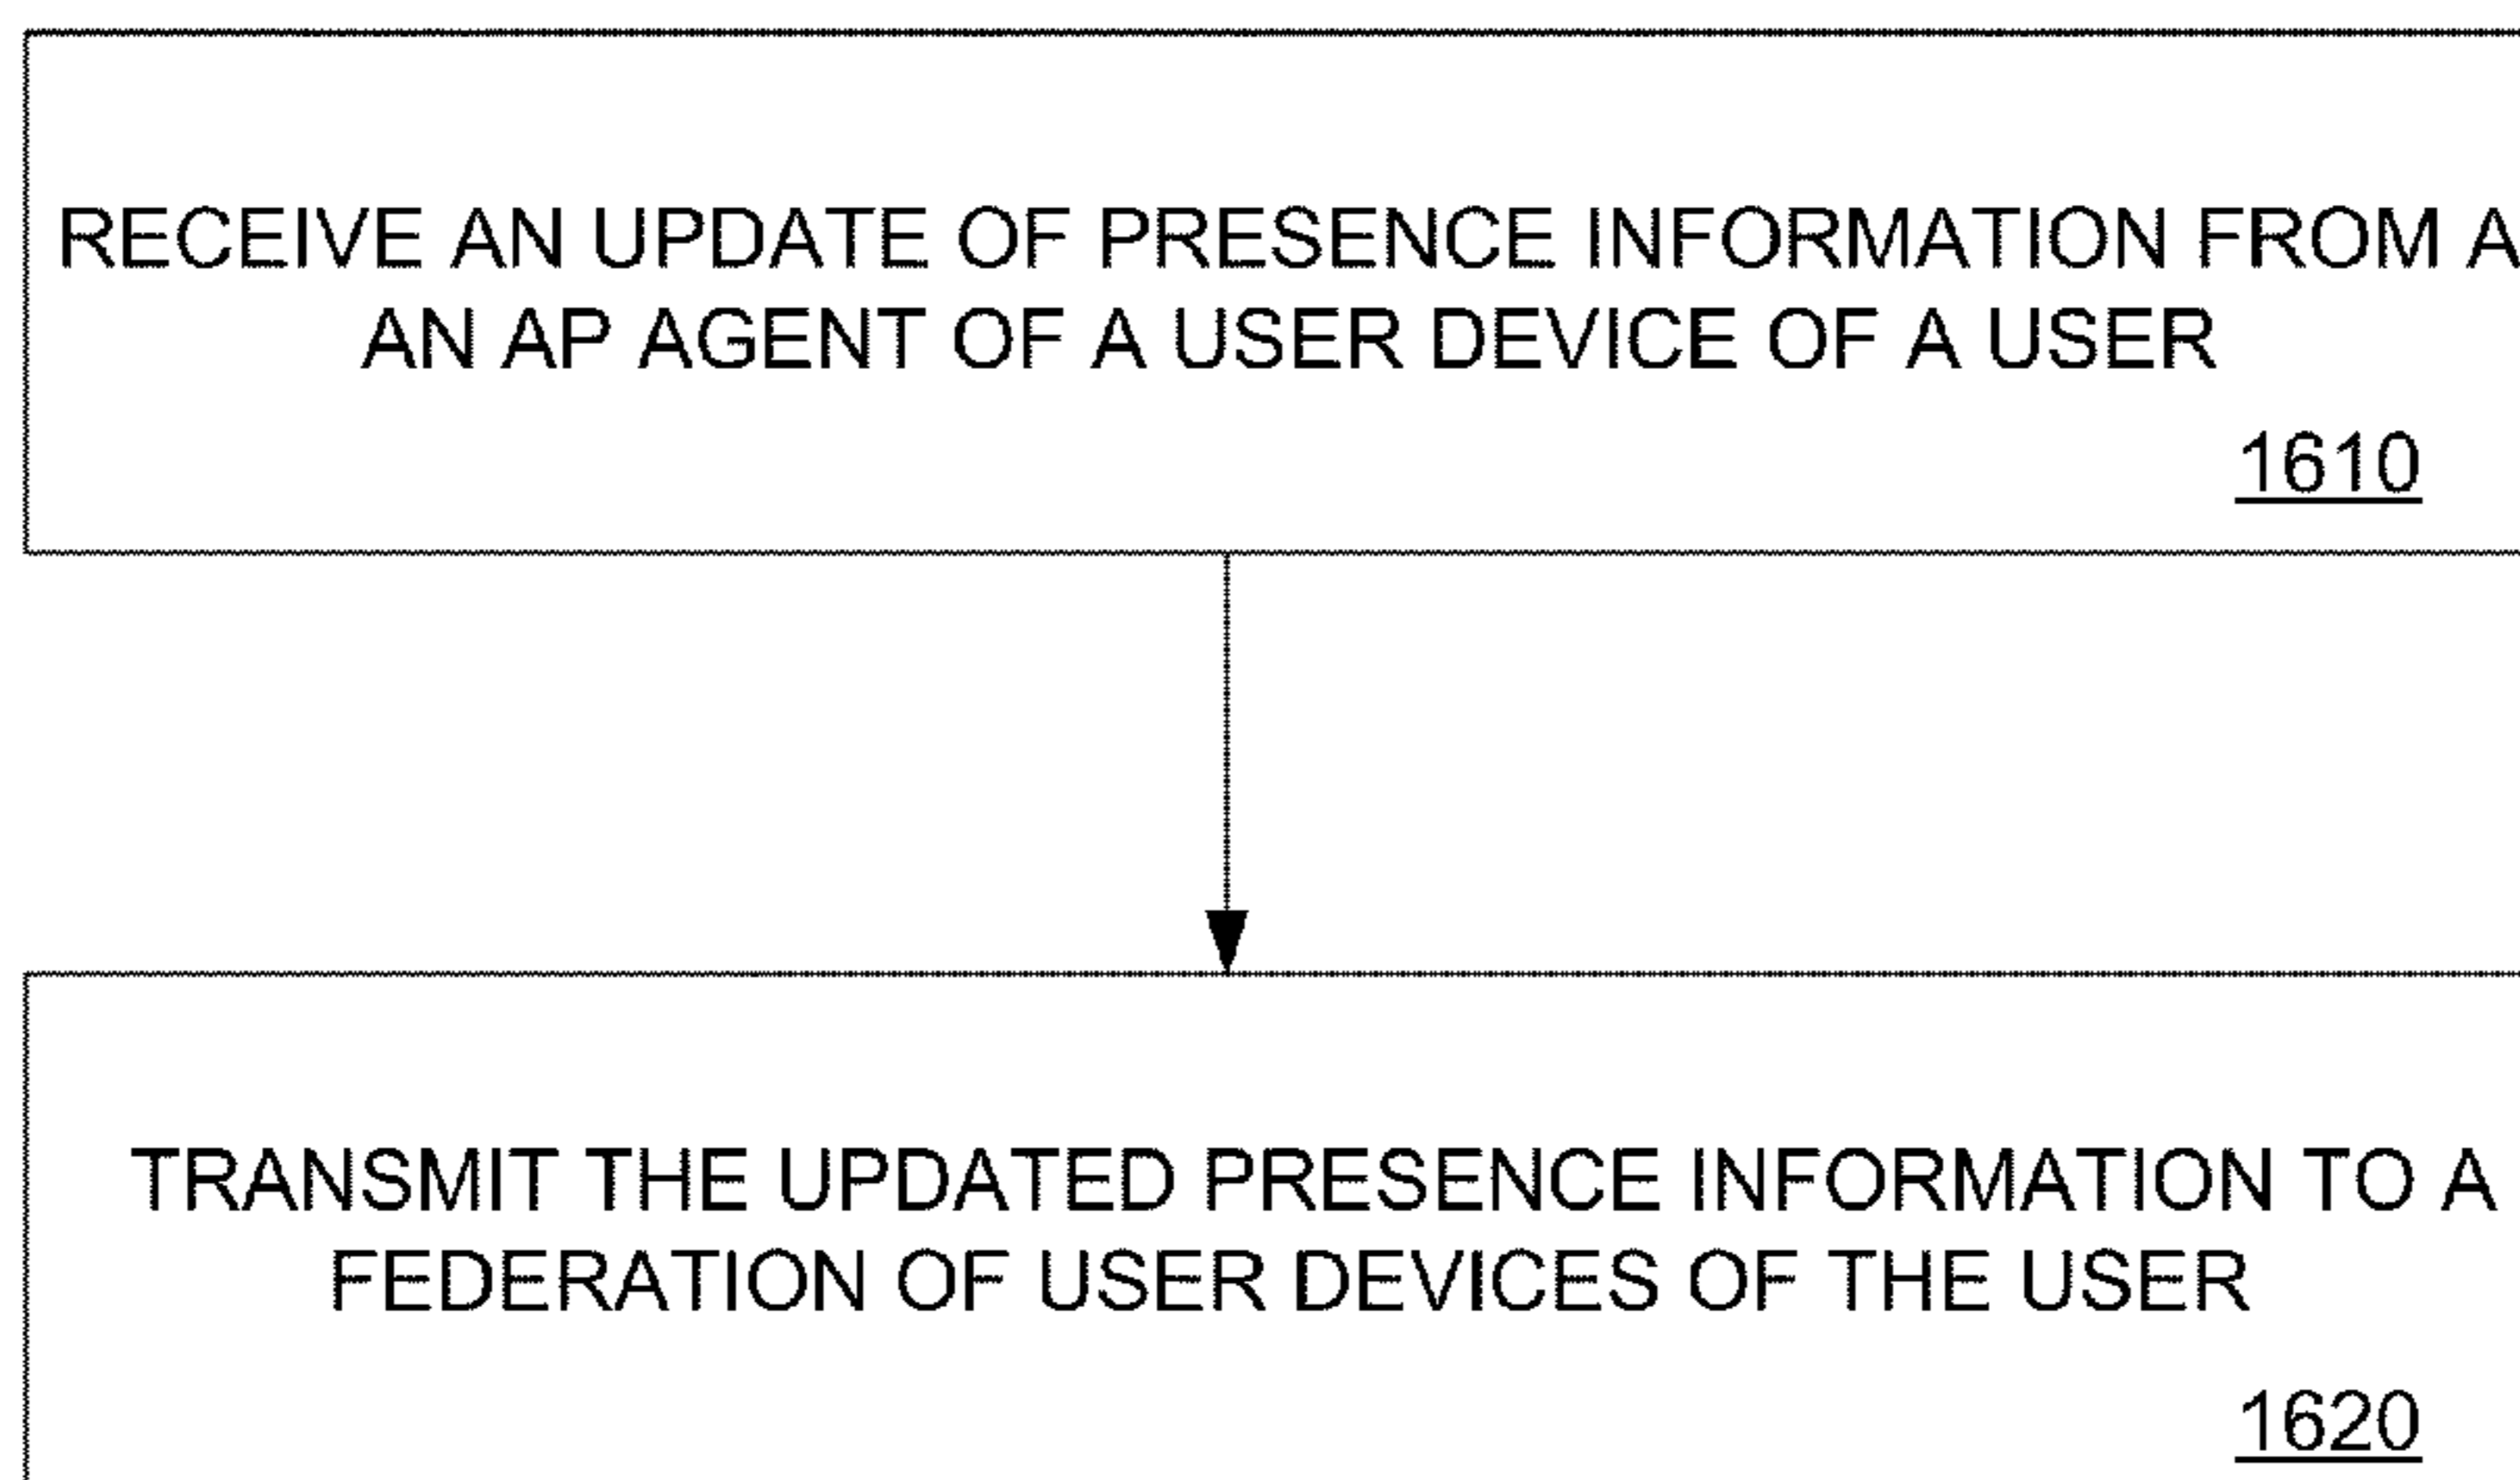 RECEIVE AN UPDATE OF PRESENCE INFORMATION FROM A
AN AP AGENT OF A USER DEVICE OF A USER
1610
TRANSMIT THE UPDATED PRESENCE INFORMATION TO A
FEDERATION OF USER DEVICES OF THE USER
1620